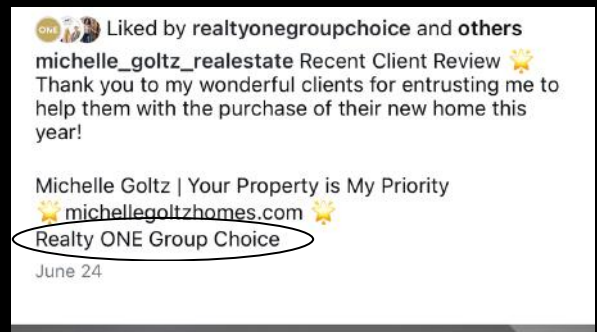 Liked by realtyonegroupchoice and others
michelle_goltz_realestate Recent Client Review 🌟
Thank you to my wonderful clients for entrusting me to
help them with the purchase of their new home this
year!
Michelle Goltz | Your Property is My Priority
🌟 michellegoltzhomes.com 🌟
Realty ONE Group Choice
June 24